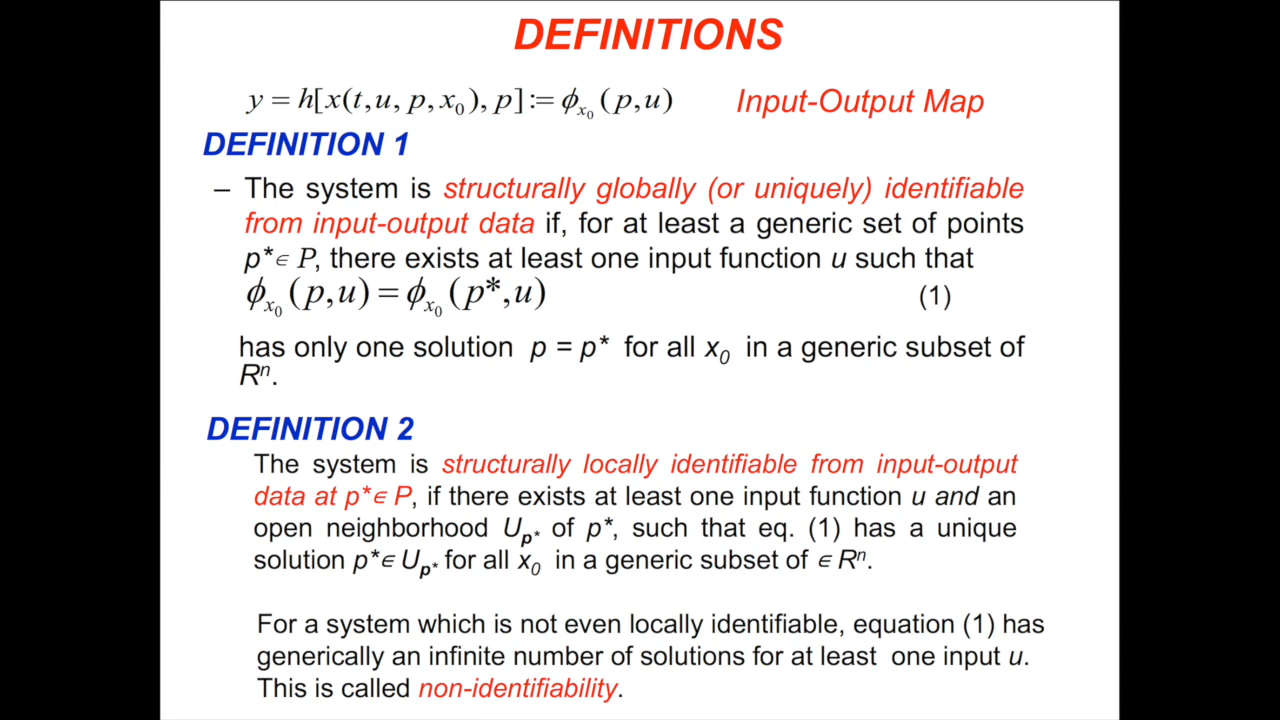 DEFINITIONS
y = h[x(t,u,p,x₀), p] := ϕₓ₀(p,u) Input-Output Map
DEFINITION 1
– The system is structurally globally (or uniquely) identifiable
from input-output data if, for at least a generic set of points
p*∈ P, there exists at least one input function u such that
ϕₓ₀(p,u) = ϕₓ₀(p*,u) (1)
has only one solution p = p* for all x₀ in a generic subset of
Rⁿ.
DEFINITION 2
The system is structurally locally identifiable from input-output
data at p*∈ P, if there exists at least one input function u and an
open neighborhood Uₚ* of p*, such that eq. (1) has a unique
solution p*∈ Uₚ* for all x₀ in a generic subset of ∈ Rⁿ.
For a system which is not even locally identifiable, equation (1) has
generically an infinite number of solutions for at least one input u.
This is called non-identifiability.